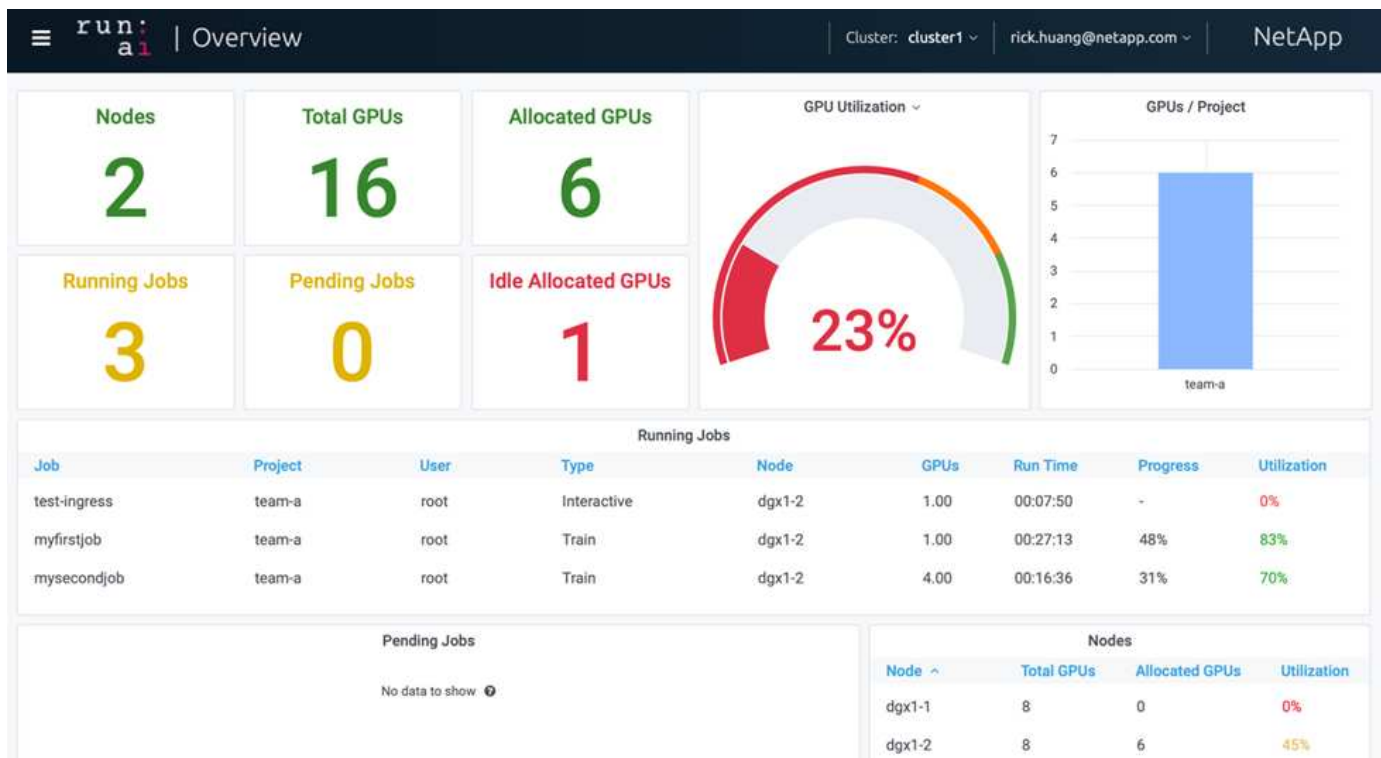 run: | Overview Cluster: cluster1 rick.huang@netapp.com NetApp
ai
Nodes Total GPUs Allocated GPUs
2 16 6
Running Jobs Pending Jobs Idle Allocated GPUs
3 0 1
GPU Utilization
23%
GPUs / Project
7
6
5
4
3
2
1
0
team-a
Running Jobs
Job Project User Type Node GPUs Run Time Progress Utilization
test-ingress team-a root Interactive dgx1-2 1.00 00:07:50 - 0%
myfirstjob team-a root Train dgx1-2 1.00 00:27:13 48% 83%
mysecondjob team-a root Train dgx1-2 4.00 00:16:36 31% 70%
Pending Jobs
No data to show ?
Nodes
Node Total GPUs Allocated GPUs Utilization
dgx1-1 8 0 0%
dgx1-2 8 6 45%